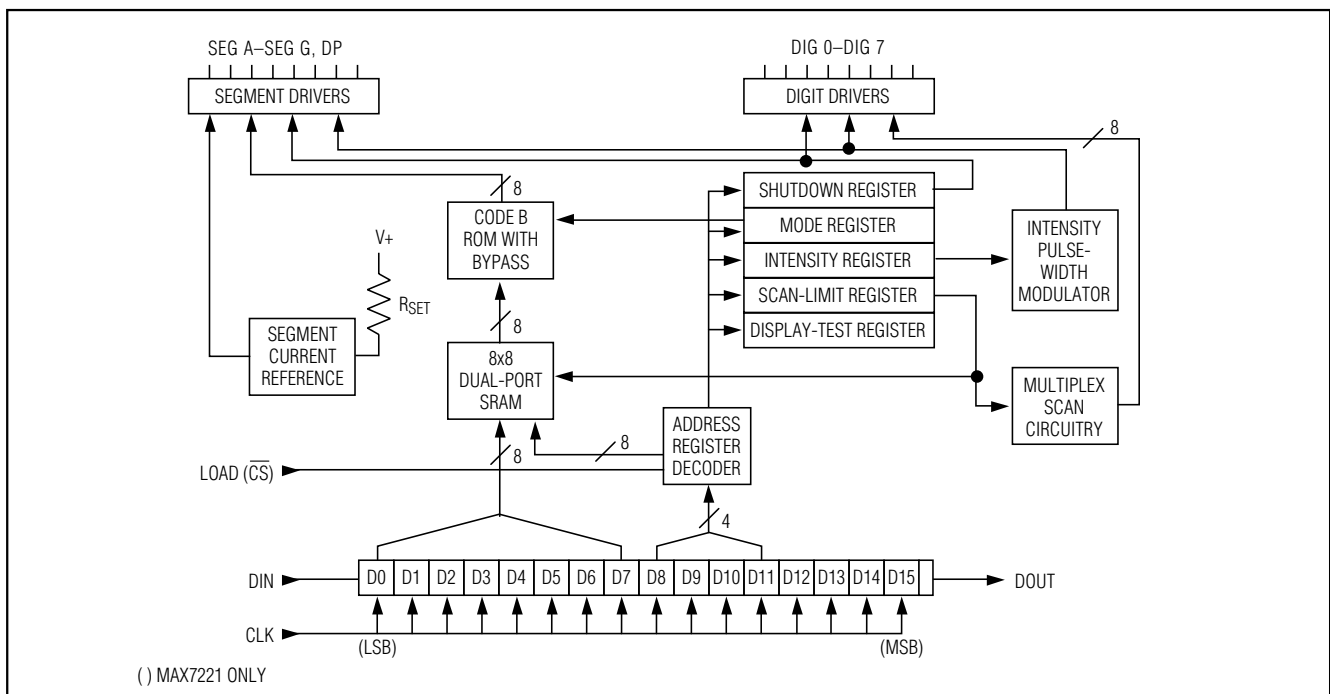 SEG A–SEG G, DP
SEGMENT DRIVERS
DIG 0–DIG 7
DIGIT DRIVERS
8
8
CODE B
ROM WITH
BYPASS
SHUTDOWN REGISTER
MODE REGISTER
INTENSITY REGISTER
SCAN-LIMIT REGISTER
DISPLAY-TEST REGISTER
INTENSITY
PULSE-
WIDTH
MODULATOR
V+
RSET
SEGMENT
CURRENT
REFERENCE
8
8x8
DUAL-PORT
SRAM
MULTIPLEX
SCAN
CIRCUITRY
ADDRESS
REGISTER
DECODER
8
8
LOAD (C̅S̅)
4
DIN
D0 D1 D2 D3 D4 D5 D6 D7 D8 D9 D10 D11 D12 D13 D14 D15
DOUT
CLK
(LSB)
(MSB)
( ) MAX7221 ONLY